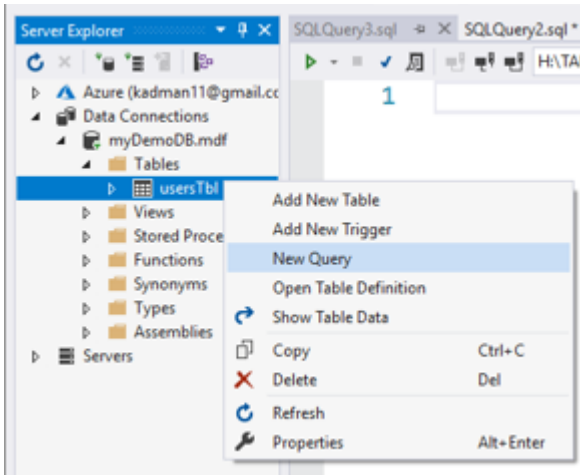 Server Explorer
SQLQuery3.sql
SQLQuery2.sql *
H:\TA
1
Azure (kadman11@gmail.cc
Data Connections
myDemoDB.mdf
Tables
usersTbl
Views
Stored Proce
Functions
Synonyms
Types
Assemblies
Servers
Add New Table
Add New Trigger
New Query
Open Table Definition
Show Table Data
Copy Ctrl+C
Delete Del
Refresh
Properties Alt+Enter